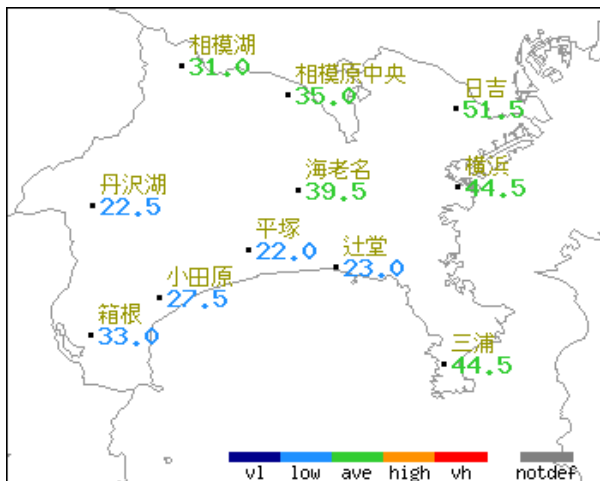 相模湖
31.0
相模原中央
35.0
日吉
51.5
丹沢湖
22.5
海老名
39.5
横浜
44.5
平塚
22.0
辻堂
23.0
小田原
27.5
箱根
33.0
三浦
44.5
vl low ave high vh notdef